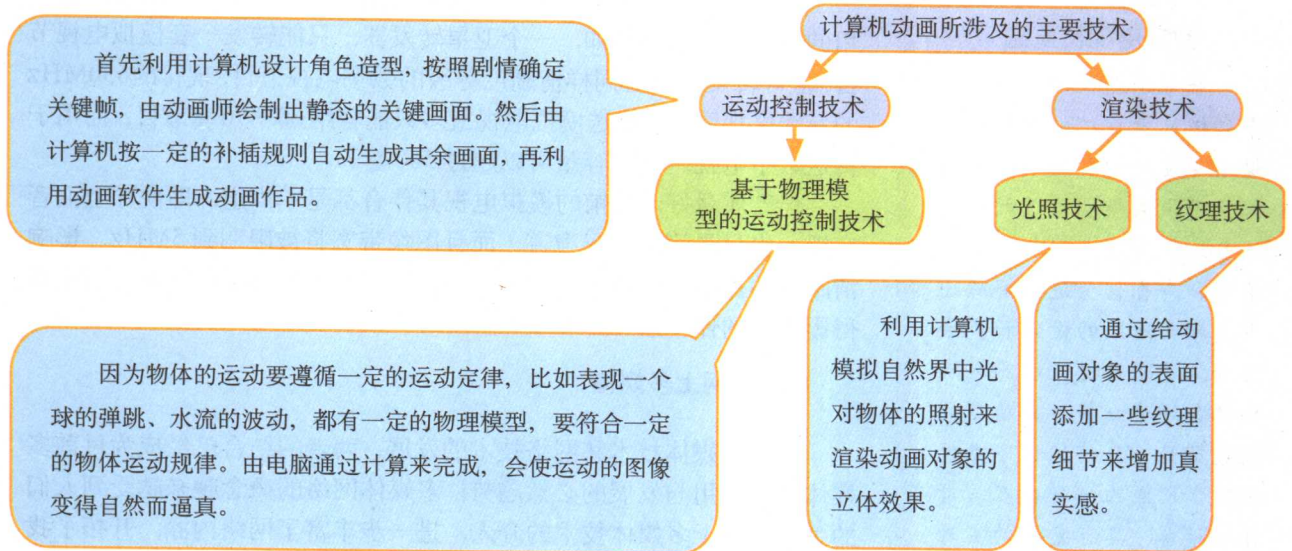 计算机动画所涉及的主要技术
运动控制技术
渲染技术
基于物理模
型的运动控制技术
光照技术
纹理技术
首先利用计算机设计角色造型，按照剧情确定
关键帧，由动画师绘制出静态的关键画面。然后由
计算机按一定的补插规则自动生成其余画面，再利
用动画软件生成动画作品。
因为物体的运动要遵循一定的运动定律，比如表现一个
球的弹跳、水流的波动，都有一定的物理模型，要符合一定
的物体运动规律。由电脑通过计算来完成，会使运动的图像
变得自然而逼真。
利用计算机
模拟自然界中光
对物体的照射来
渲染动画对象的
立体效果。
通过给动
画对象的表面
添加一些纹理
细节来增加真
实感。